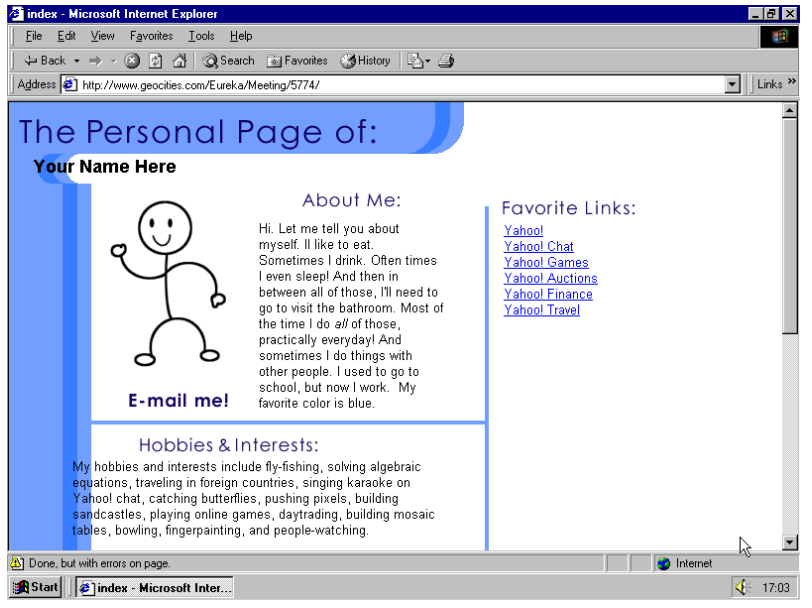 index - Microsoft Internet Explorer
File Edit View Favorites Tools Help
Back Search Favorites History
Address http://www.geocities.com/Eureka/Meeting/5774/ Links »
The Personal Page of:
Your Name Here
About Me:
Hi. Let me tell you about
myself. Il like to eat.
Sometimes I drink. Often times
I even sleep! And then in
between all of those, I'll need to
go to visit the bathroom. Most of
the time I do all of those,
practically everyday! And
sometimes I do things with
other people. I used to go to
school, but now I work. My
favorite color is blue.
E-mail me!
Favorite Links:
Yahoo!
Yahoo! Chat
Yahoo! Games
Yahoo! Auctions
Yahoo! Finance
Yahoo! Travel
Hobbies & Interests:
My hobbies and interests include fly-fishing, solving algebraic
equations, traveling in foreign countries, singing karaoke on
Yahoo! chat, catching butterflies, pushing pixels, building
sandcastles, playing online games, daytrading, building mosaic
tables, bowling, fingerpainting, and people-watching.
Done, but with errors on page. Internet
Start index - Microsoft Inter... 17:03